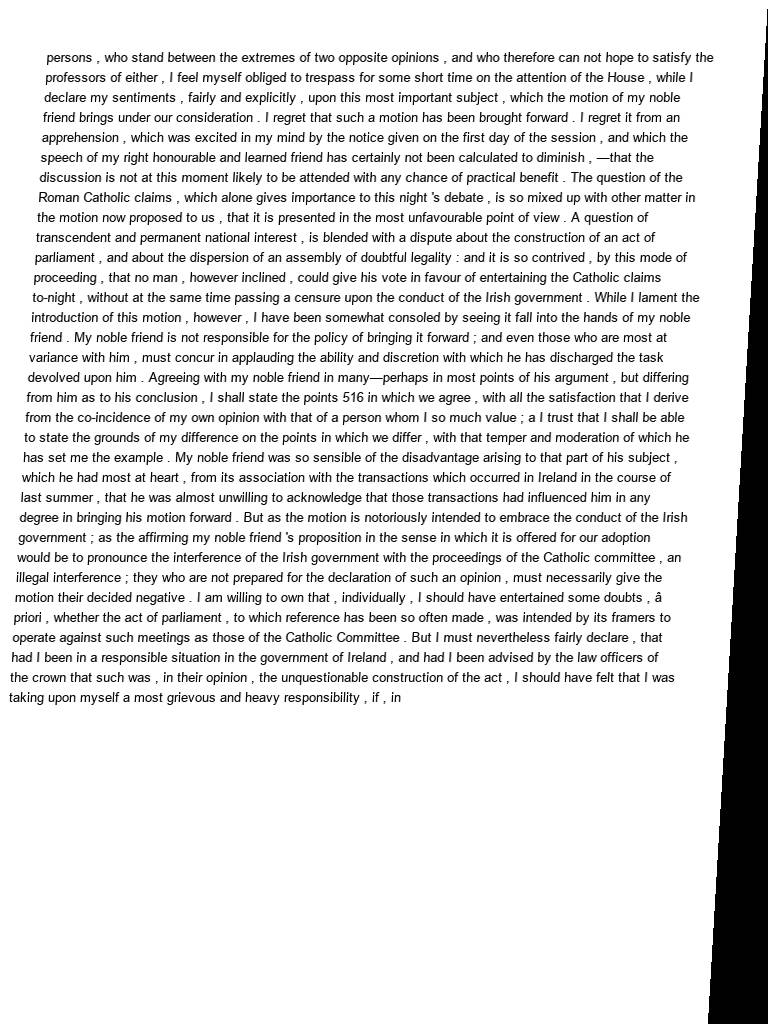 persons , who stand between the extremes of two opposite opinions , and who therefore can not hope to satisfy the
professors of either , I feel myself obliged to trespass for some short time on the attention of the House , while I
declare my sentiments , fairly and explicitly , upon this most important subject , which the motion of my noble
friend brings under our consideration . I regret that such a motion has been brought forward . I regret it from an
apprehension , which was excited in my mind by the notice given on the first day of the session , and which the
speech of my right honourable and learned friend has certainly not been calculated to diminish , —that the
discussion is not at this moment likely to be attended with any chance of practical benefit . The question of the
Roman Catholic claims , which alone gives importance to this night 's debate , is so mixed up with other matter in
the motion now proposed to us , that it is presented in the most unfavourable point of view . A question of
transcendent and permanent national interest , is blended with a dispute about the construction of an act of
parliament , and about the dispersion of an assembly of doubtful legality : and it is so contrived , by this mode of
proceeding , that no man , however inclined , could give his vote in favour of entertaining the Catholic claims
to-night , without at the same time passing a censure upon the conduct of the Irish government . While I lament the
introduction of this motion , however , I have been somewhat consoled by seeing it fall into the hands of my noble
friend . My noble friend is not responsible for the policy of bringing it forward ; and even those who are most at
variance with him , must concur in applauding the ability and discretion with which he has discharged the task
devolved upon him . Agreeing with my noble friend in many—perhaps in most points of his argument , but differing
from him as to his conclusion , I shall state the points 516 in which we agree , with all the satisfaction that I derive
from the co-incidence of my own opinion with that of a person whom I so much value ; a I trust that I shall be able
to state the grounds of my difference on the points in which we differ , with that temper and moderation of which he
has set me the example . My noble friend was so sensible of the disadvantage arising to that part of his subject ,
which he had most at heart , from its association with the transactions which occurred in Ireland in the course of
last summer , that he was almost unwilling to acknowledge that those transactions had influenced him in any
degree in bringing his motion forward . But as the motion is notoriously intended to embrace the conduct of the Irish
government ; as the affirming my noble friend 's proposition in the sense in which it is offered for our adoption
would be to pronounce the interference of the Irish government with the proceedings of the Catholic committee , an
illegal interference ; they who are not prepared for the declaration of such an opinion , must necessarily give the
motion their decided negative . I am willing to own that , individually , I should have entertained some doubts , â
priori , whether the act of parliament , to which reference has been so often made , was intended by its framers to
operate against such meetings as those of the Catholic Committee . But I must nevertheless fairly declare , that
had I been in a responsible situation in the government of Ireland , and had I been advised by the law officers of
the crown that such was , in their opinion , the unquestionable construction of the act , I should have felt that I was
taking upon myself a most grievous and heavy responsibility , if , in